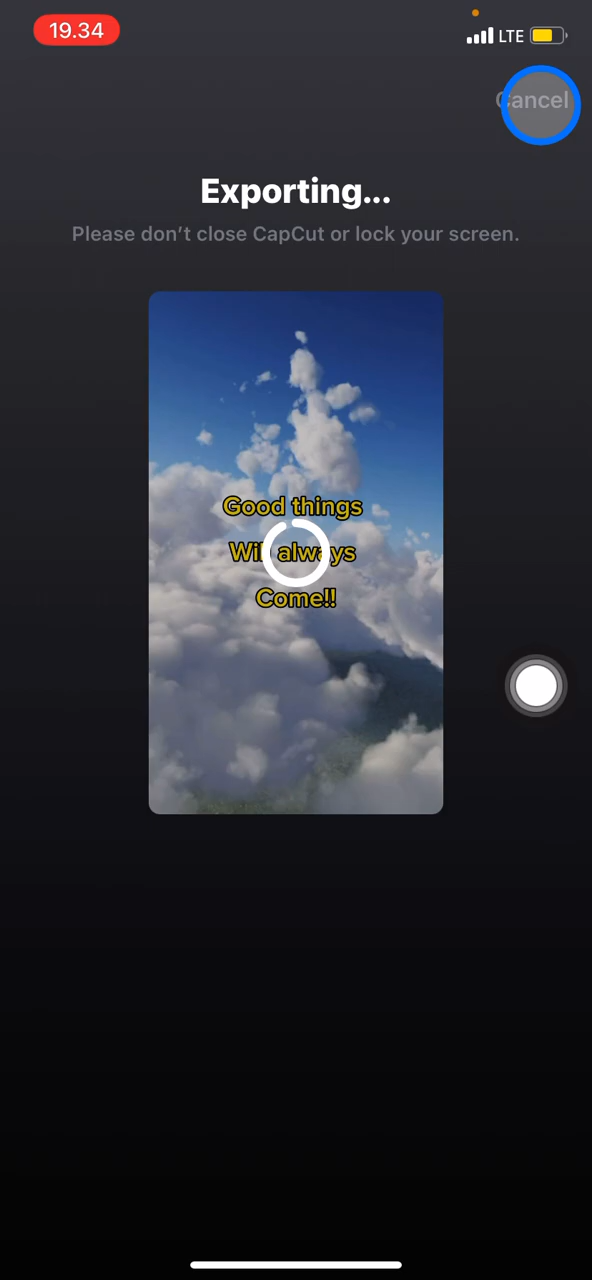 19.34
LTE
Cancel
Exporting...
Please don't close CapCut or lock your screen.
Good things
Will always
Come!!